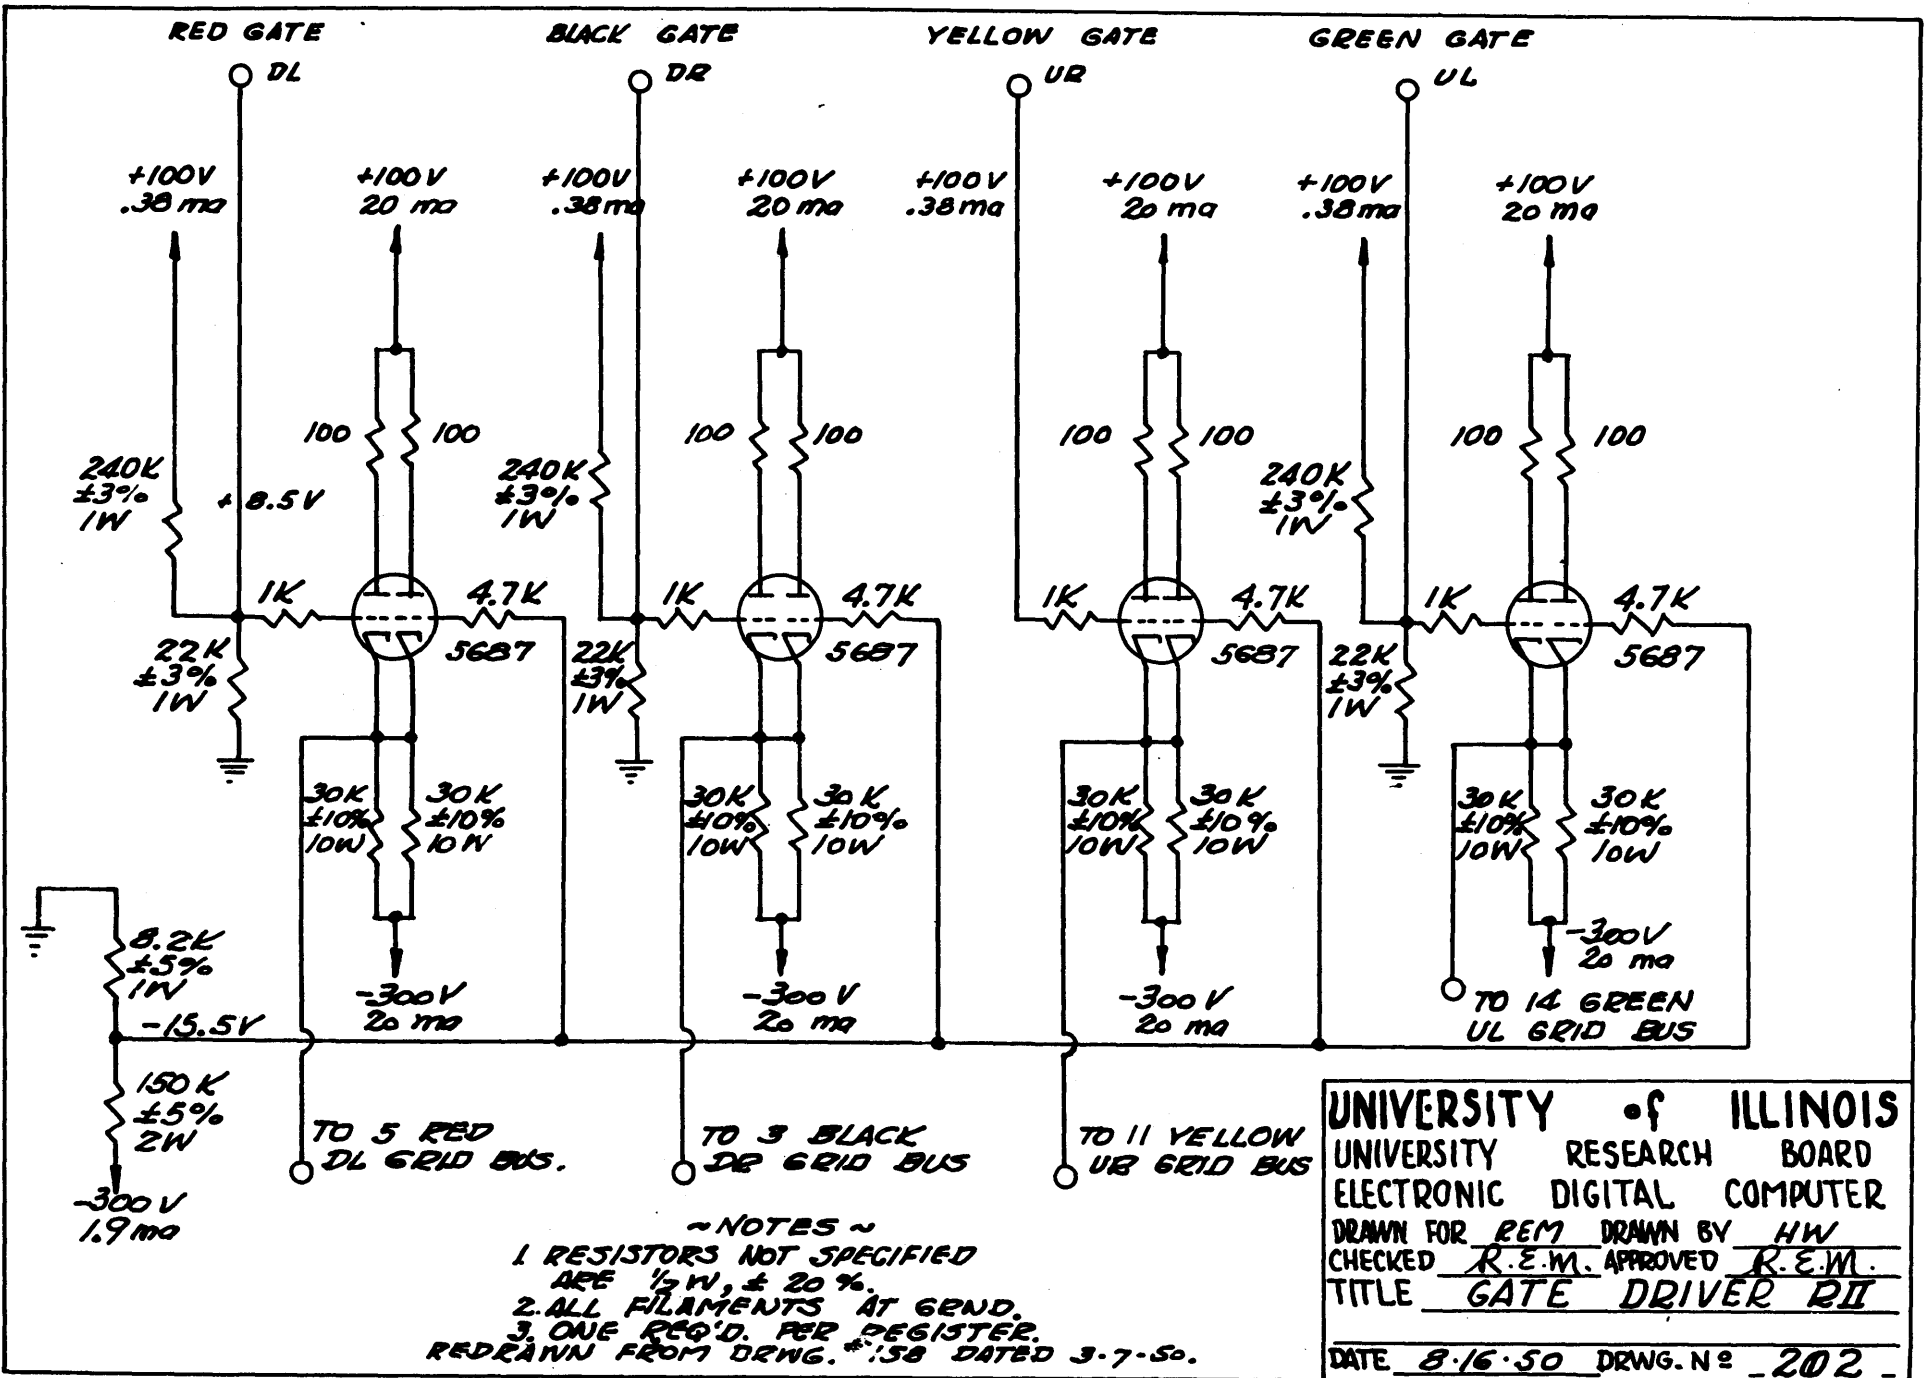 RED GATE
DL
BLACK GATE
DR
YELLOW GATE
UR
GREEN GATE
UL
+100V
.38 ma
+100V
20 ma
+100V
.38 ma
+100V
20 ma
+100V
.38 ma
+100V
20 ma
+100V
.38 ma
+100V
20 ma
100
100
100
100
100
100
100
100
240K
±3%
1W
+8.5V
240K
±3%
1W
240K
±3%
1W
1K
4.7K
5687
1K
4.7K
5687
1K
4.7K
5687
1K
4.7K
5687
22K
±3%
1W
22K
±3%
1W
22K
±3%
1W
30K
±10%
10W
30K
±10%
10W
30K
±10%
10W
30K
±10%
10W
30K
±10%
10W
30K
±10%
10W
30K
±10%
10W
30K
±10%
10W
8.2K
±5%
1W
-15.5V
150K
±5%
2W
-300V
1.9 ma
-300V
20 ma
-300V
20 ma
-300V
20 ma
-300V
20 ma
TO 5 RED
DL GRID BUS.
TO 3 BLACK
DR GRID BUS
TO 11 YELLOW
UR GRID BUS
TO 14 GREEN
UL GRID BUS
~NOTES~
1 RESISTORS NOT SPECIFIED
ARE 1/2 W, ± 20 %.
2. ALL FILAMENTS AT GRND.
3. ONE REQ'D. PER REGISTER.
REDRAWN FROM DRWG. #158 DATED 3-7-50.
UNIVERSITY of ILLINOIS
UNIVERSITY RESEARCH BOARD
ELECTRONIC DIGITAL COMPUTER
DRAWN FOR REM DRAWN BY HW
CHECKED R.E.M. APPROVED R.E.M.
TITLE GATE DRIVER RII
DATE 8-16-50 DRWG. Nº 202